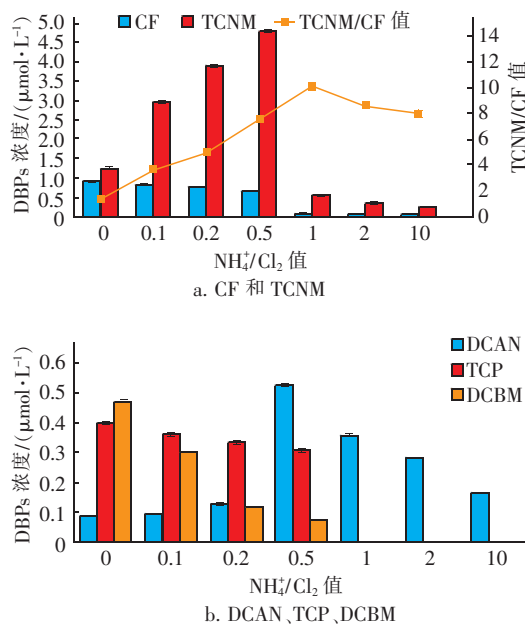 CF TCNM TCNM/CF 值
DBPs 浓度/(μmol·L⁻¹)
5.0
4.5
4.0
3.5
3.0
2.5
2.0
1.5
1.0
0.5
0
14
12
10
8
6
4
2
0
TCNM/CF 值
0 0.1 0.2 0.5 1 2 10
NH₄⁺/Cl₂ 值
a. CF 和 TCNM
DCAN
TCP
DCBM
DBPs 浓度/(μmol·L⁻¹)
0.6
0.5
0.4
0.3
0.2
0.1
0
0 0.1 0.2 0.5 1 2 10
NH₄⁺/Cl₂ 值
b. DCAN、TCP、DCBM